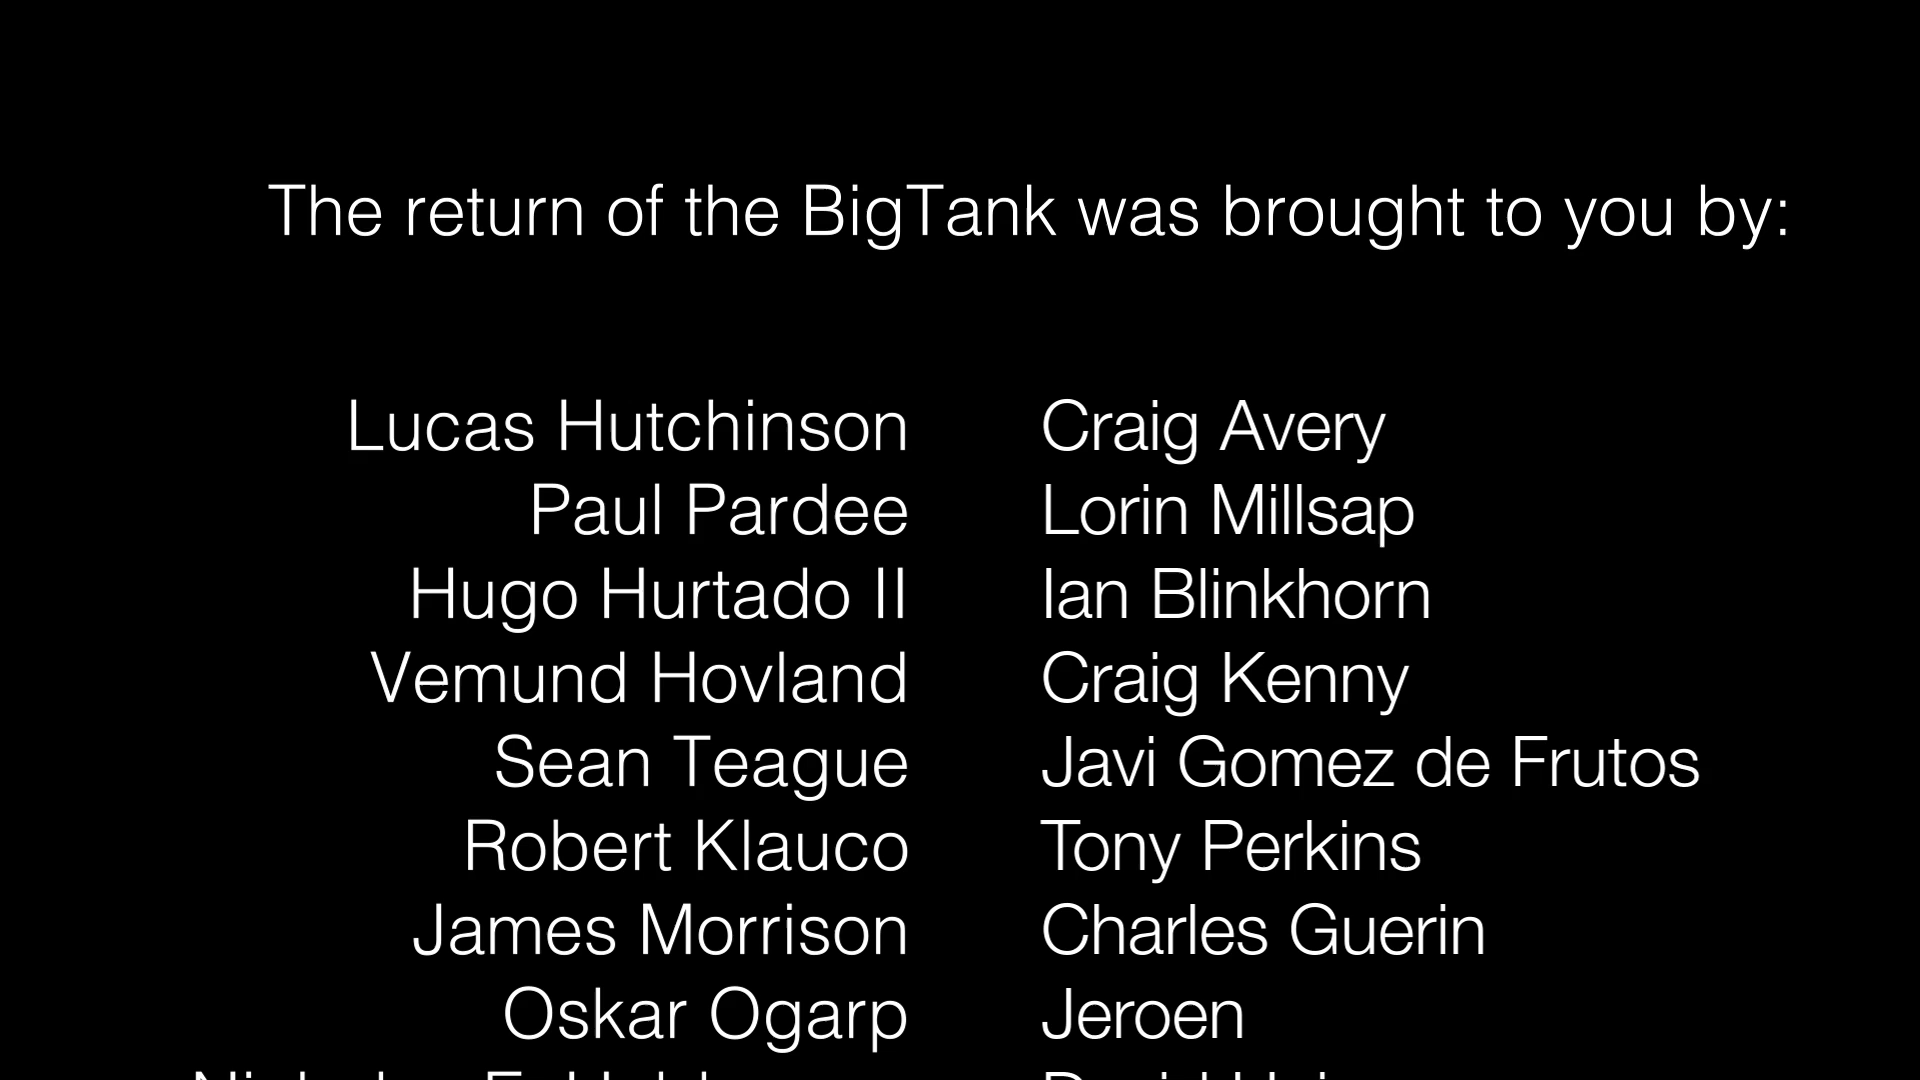 The return of the BigTank was brought to you by:
Lucas Hutchinson Craig Avery
Paul Pardee Lorin Millsap
Hugo Hurtado II Ian Blinkhorn
Vemund Hovland Craig Kenny
Sean Teague Javi Gomez de Frutos
Robert Klauco Tony Perkins
James Morrison Charles Guerin
Oskar Ogarp Jeroen